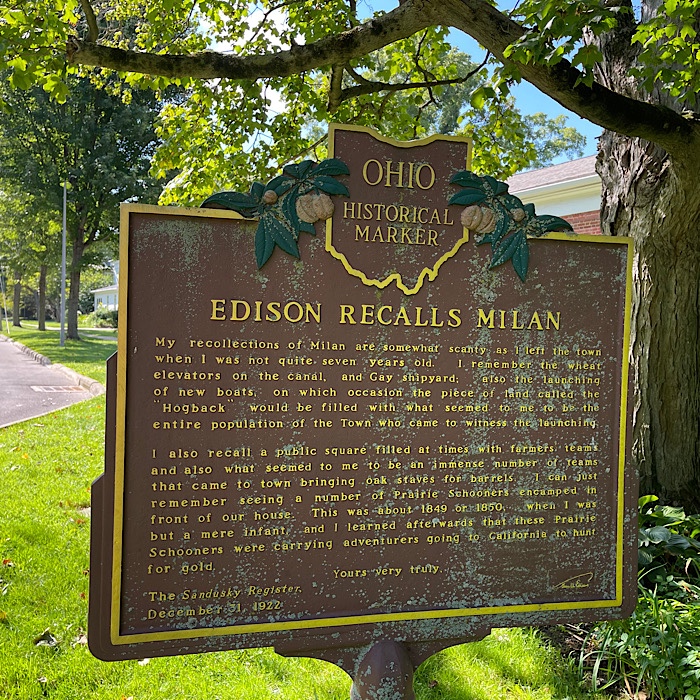 OHIO
HISTORICAL
MARKER
EDISON RECALLS MILAN
My recollections of Milan are somewhat scanty as I left the town
when I was not quite seven years old. I remember the wheat
elevators on the canal, and Gay shipyard; also the launching
of new boats, on which occasion the piece of land called the
"Hogback" would be filled with what seemed to me to be the
entire population of the Town who came to witness the launching.
I also recall a public square filled at times with farmers teams
and also what seemed to me to be an immense number of teams
that came to town bringing oak staves for barrels. I can just
remember seeing a number of Prairie Schooners encamped in
front of our house. This was about 1849 or 1850, when I was
but a mere infant, and I learned afterwards that these Prairie
Schooners were carrying adventurers going to California to hunt
for gold.
Yours very truly,
The Sandusky Register,
December 31, 1922